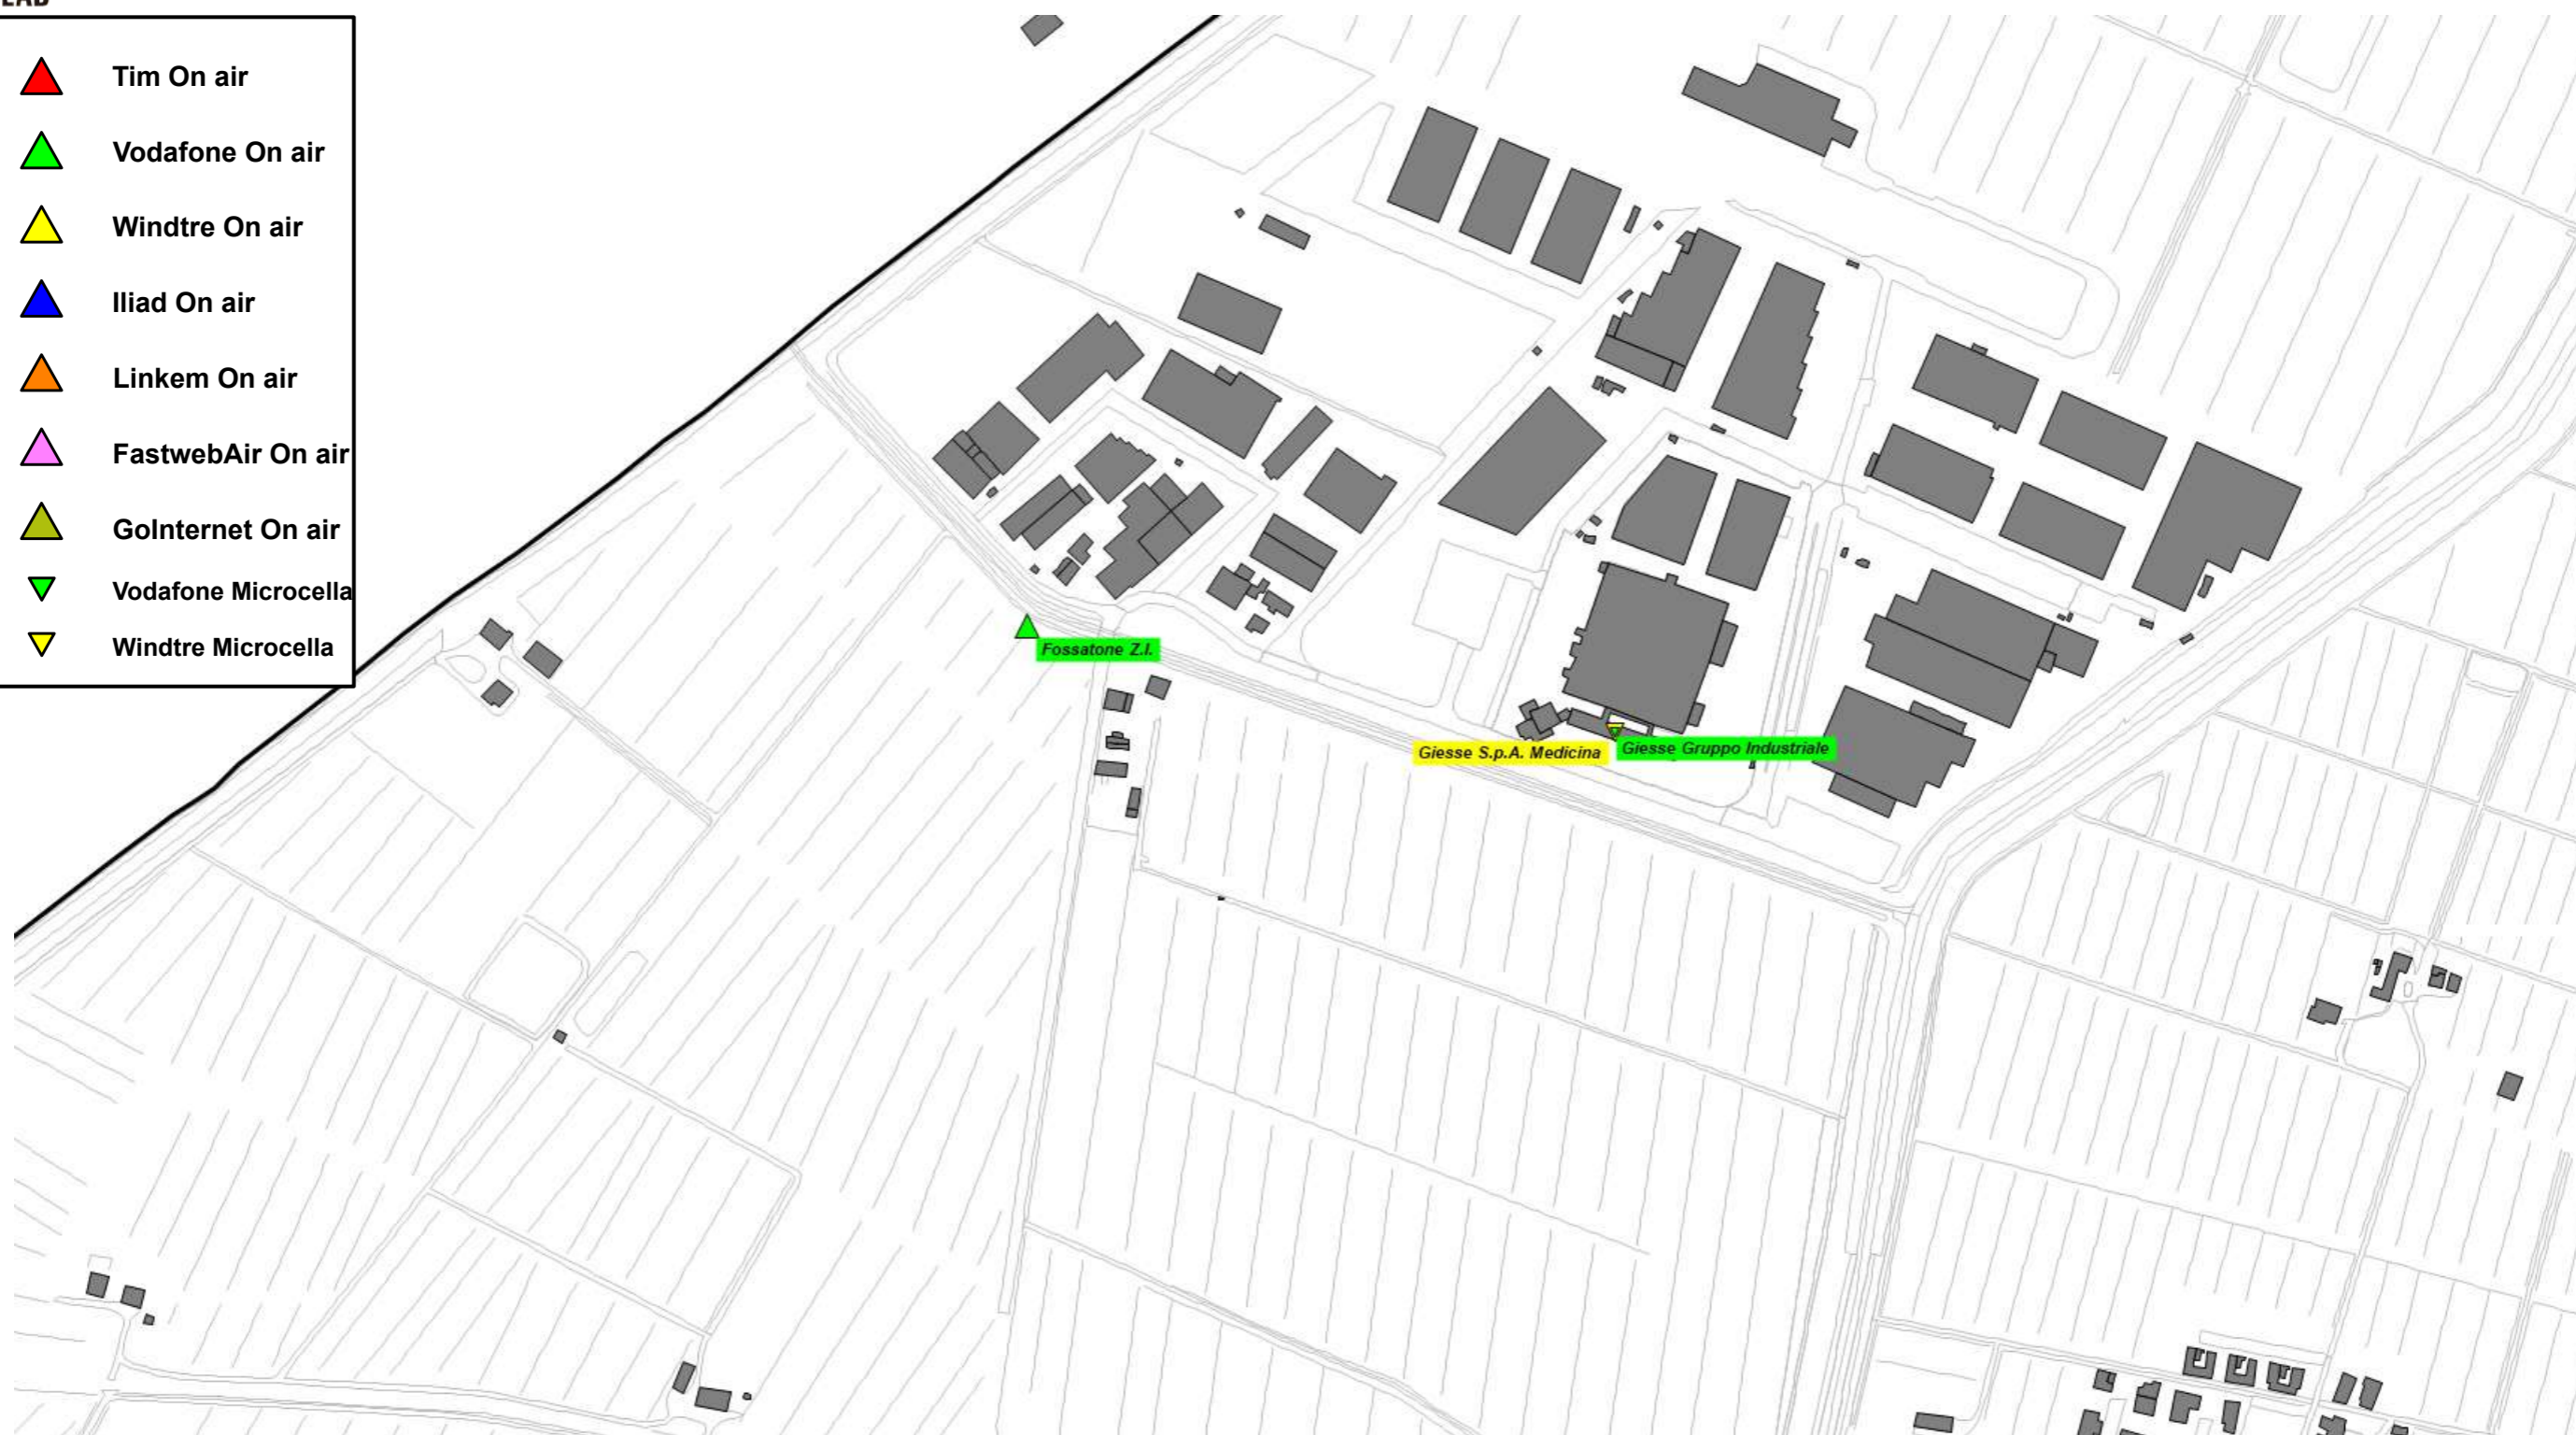 Tim On air
Vodafone On air
Windtre On air
Iliad On air
Linkem On air
FastwebAir On air
GoInternet On air
Vodafone Microcella
Windtre Microcella
Fossatone Z.I.
Giesse S.p.A. Medicina
Giesse Gruppo Industriale